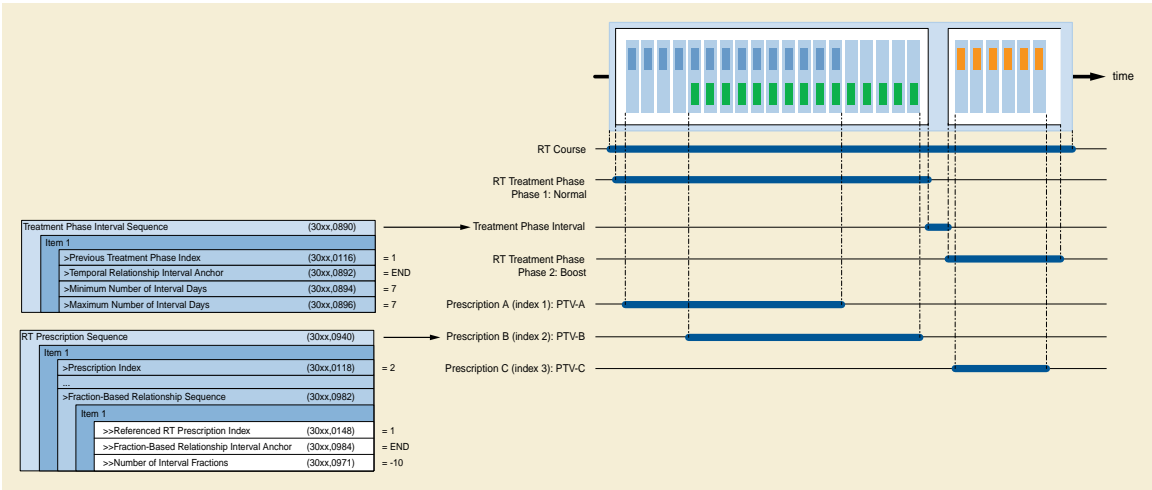 time
RT Course
RT Treatment Phase
Phase 1: Normal
Treatment Phase Interval Sequence (30xx,0890)
Treatment Phase Interval
Item 1
>Previous Treatment Phase Index (30xx,0116) = 1
RT Treatment Phase
Phase 2: Boost
>Temporal Relationship Interval Anchor (30xx,0892) = END
>Minimum Number of Interval Days (30xx,0894) = 7
>Maximum Number of Interval Days (30xx,0896) = 7
Prescription A (index 1): PTV-A
RT Prescription Sequence (30xx,0940)
Prescription B (index 2): PTV-B
Item 1
>Prescription Index (30xx,0118) = 2
Prescription C (index 3): PTV-C
...
>Fraction-Based Relationship Sequence (30xx,0982)
Item 1
>>Referenced RT Prescription Index (30xx,0148) = 1
>>Fraction-Based Relationship Interval Anchor (30xx,0984) = END
>>Number of Interval Fractions (30xx,0971) = -10